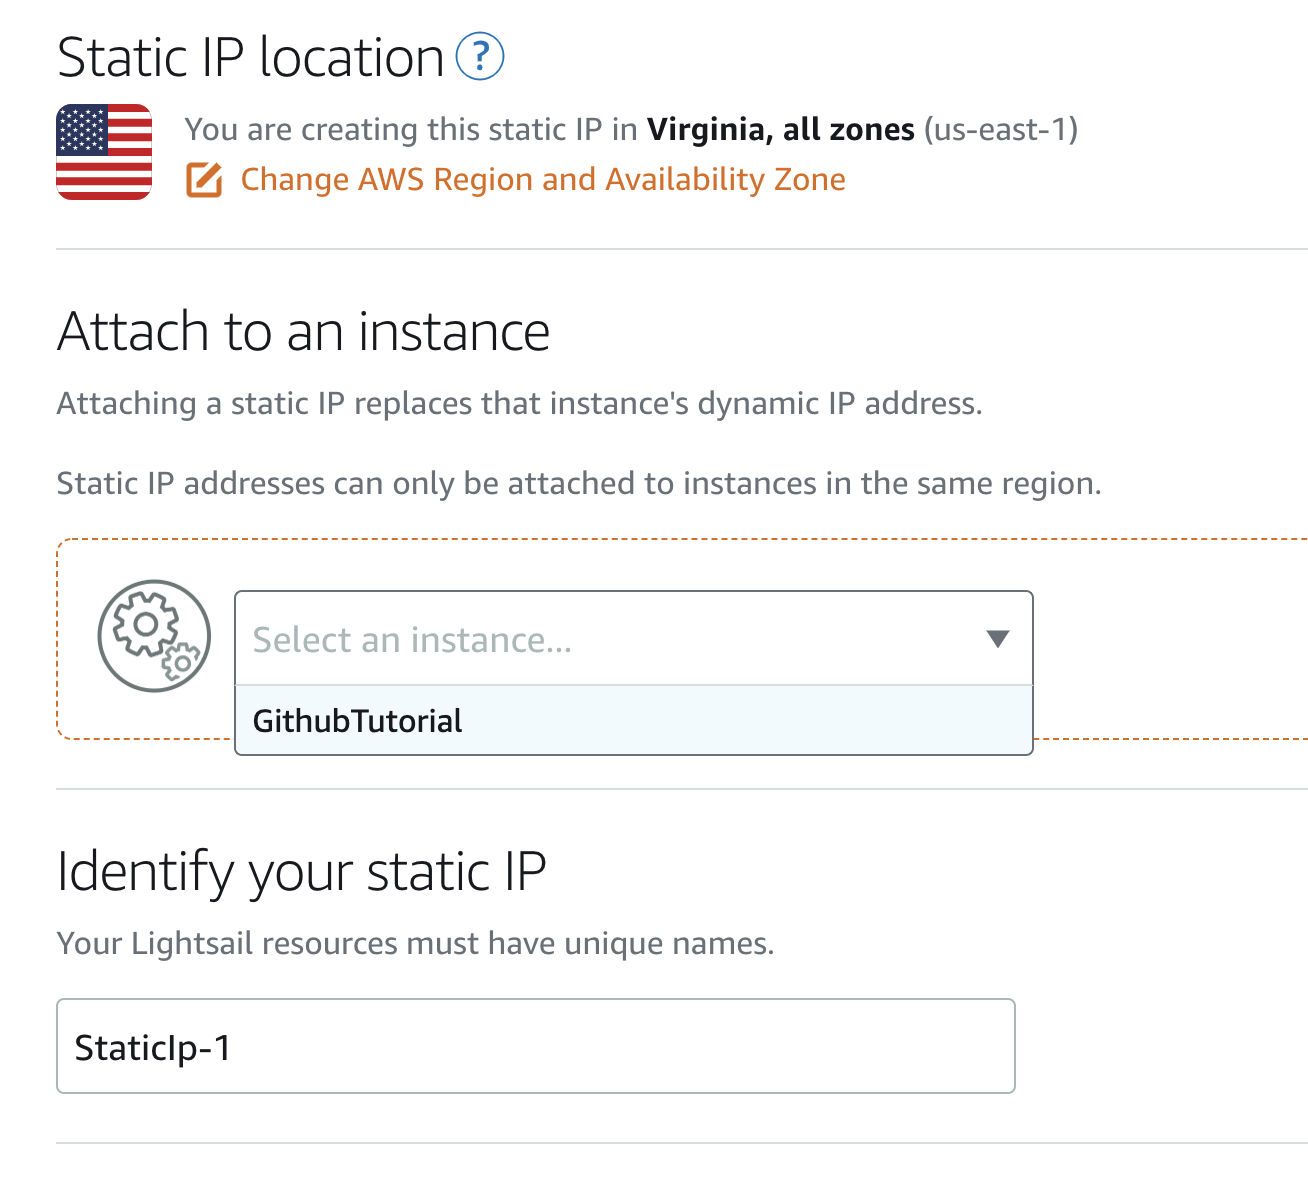 Static IP location ?
You are creating this static IP in Virginia, all zones (us-east-1)
Change AWS Region and Availability Zone
Attach to an instance
Attaching a static IP replaces that instance's dynamic IP address.
Static IP addresses can only be attached to instances in the same region.
Select an instance...
GithubTutorial
Identify your static IP
Your Lightsail resources must have unique names.
StaticIp-1